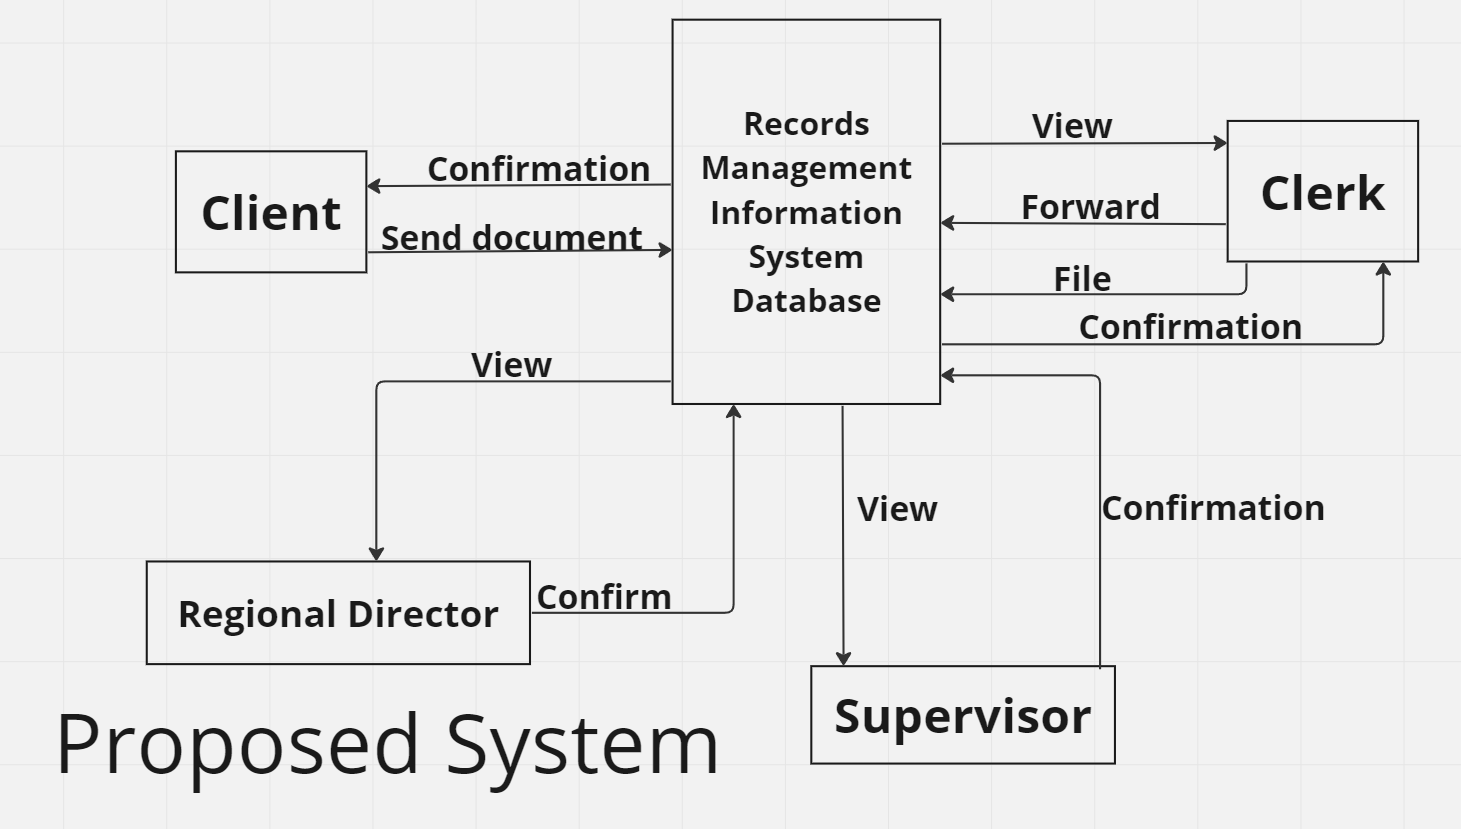 Records
Management
Information
System
Database
View
Clerk
Confirmation
Client
Forward
Send document
File
Confirmation
View
View
Confirmation
Confirm
Regional Director
Supervisor
Proposed System